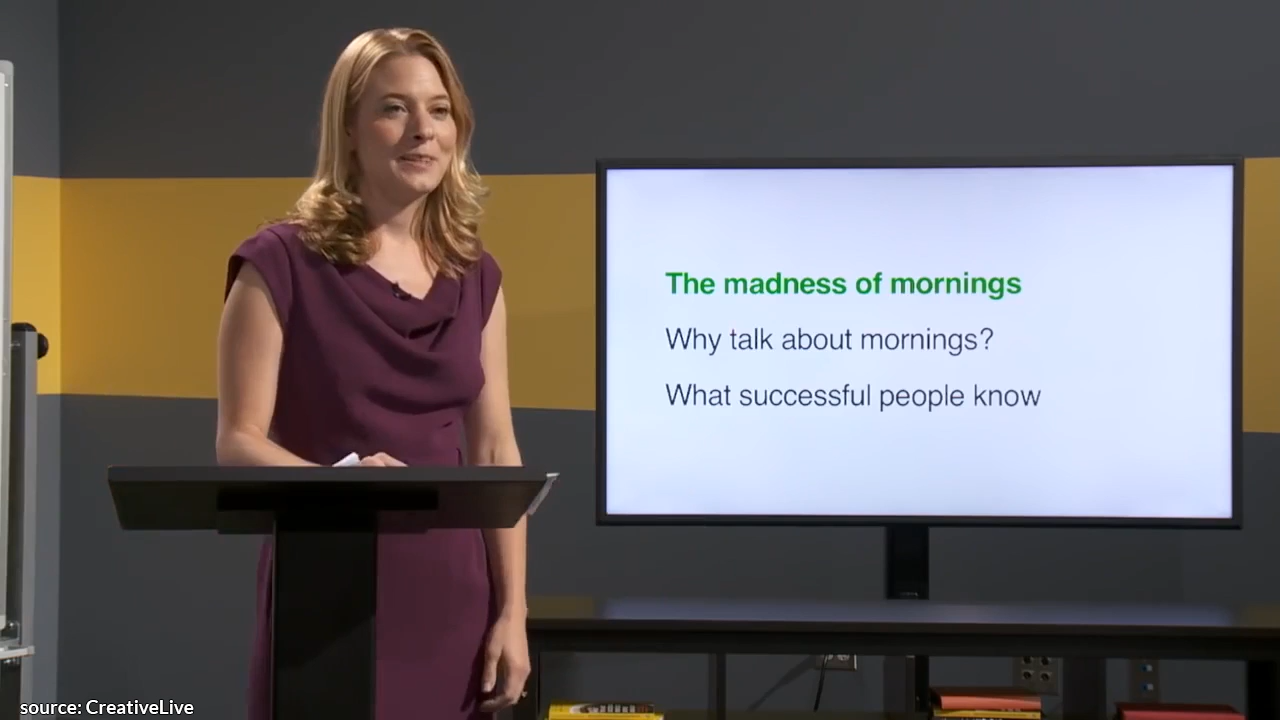 The madness of mornings
Why talk about mornings?
What successful people know
source: CreativeLive